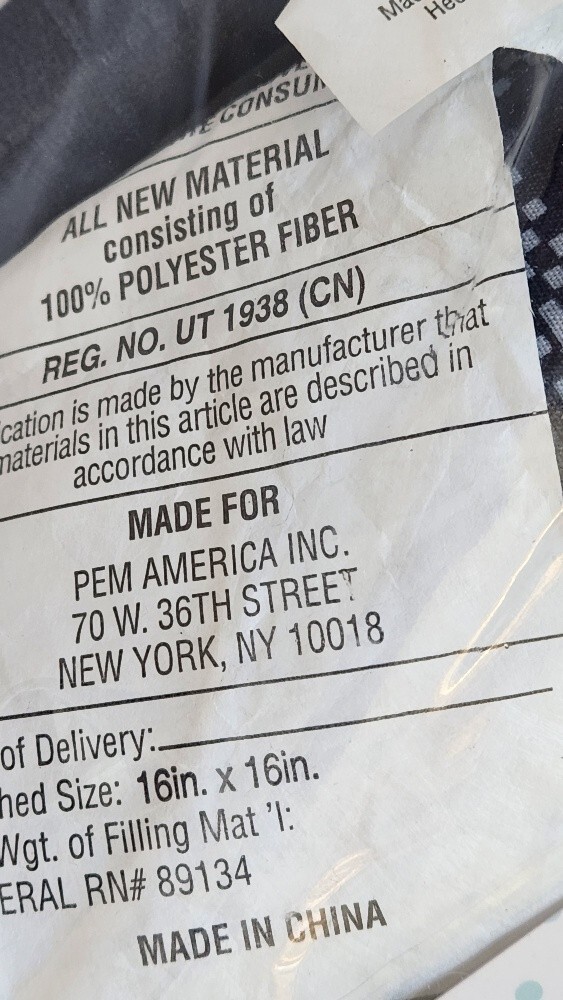 CONSUM
ALL NEW MATERIAL
consisting of
100% POLYESTER FIBER
REG. NO. UT 1938 (CN)
cation is made by the manufacturer that
materials in this article are described in
accordance with law
MADE FOR
PEM AMERICA INC.
70 W. 36TH STREET
NEW YORK, NY 10018
of Delivery:
hed Size: 16in. x 16in.
Wgt. of Filling Mat 'l:
ERAL RN# 89134
MADE IN CHINA